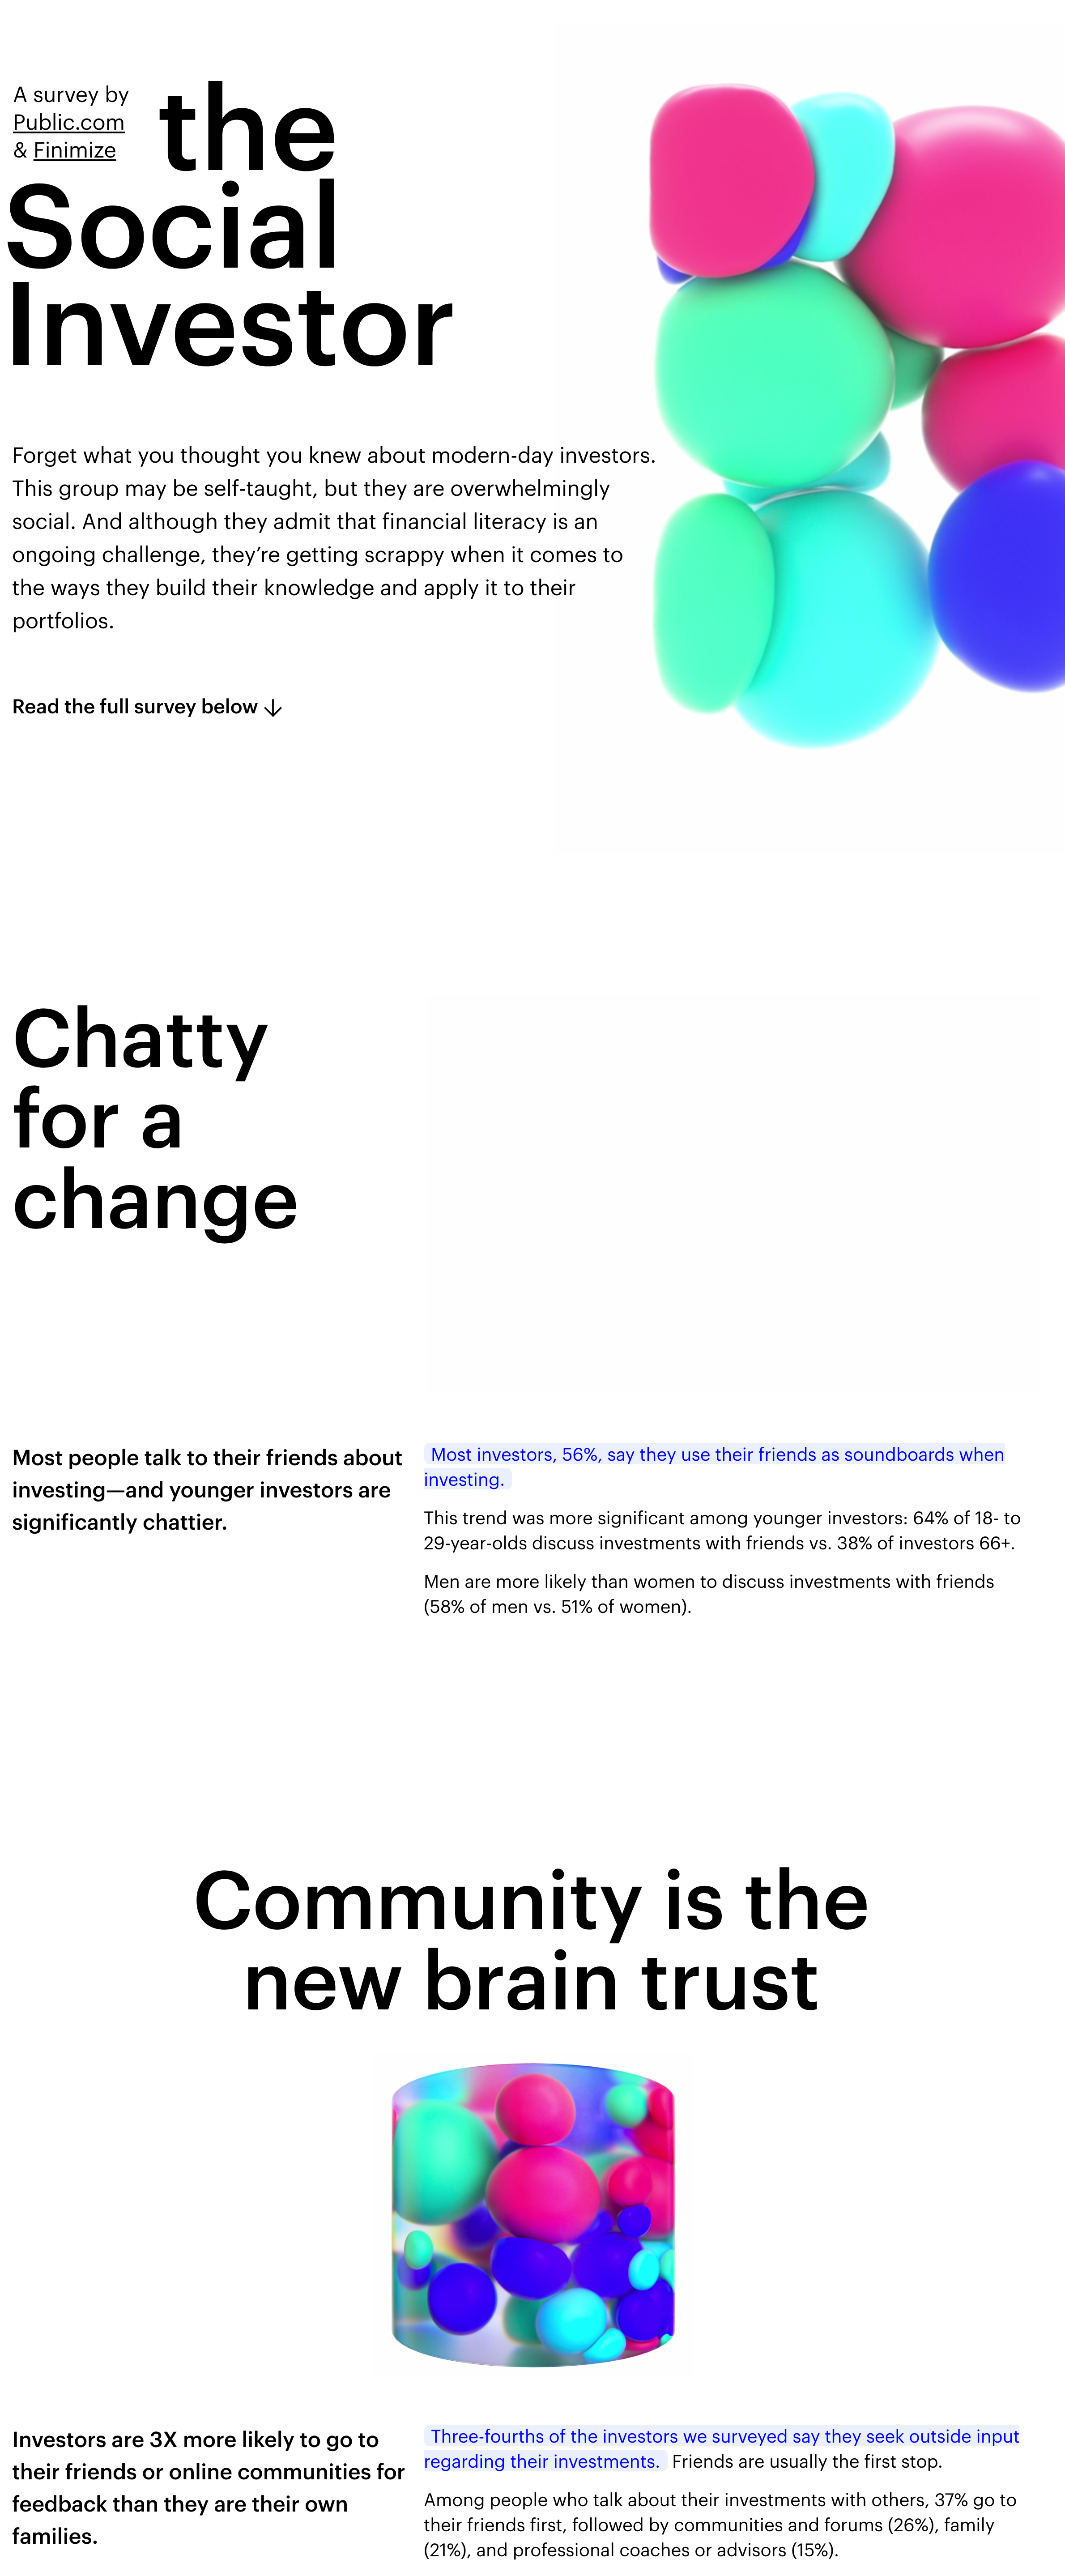 A survey by
Public.com
& Finimize
the
Social
Investor
Forget what you thought you knew about modern-day investors.
This group may be self-taught, but they are overwhelmingly
social. And although they admit that financial literacy is an
ongoing challenge, they’re getting scrappy when it comes to
the ways they build their knowledge and apply it to their
portfolios.
Read the full survey below ↓
Chatty
for a
change
Most people talk to their friends about
investing—and younger investors are
significantly chattier.
Most investors, 56%, say they use their friends as soundboards when
investing.
This trend was more significant among younger investors: 64% of 18- to
29-year-olds discuss investments with friends vs. 38% of investors 66+.
Men are more likely than women to discuss investments with friends
(58% of men vs. 51% of women).
Community is the
new brain trust
Investors are 3X more likely to go to
their friends or online communities for
feedback than they are their own
families.
Three-fourths of the investors we surveyed say they seek outside input
regarding their investments. Friends are usually the first stop.
Among people who talk about their investments with others, 37% go to
their friends first, followed by communities and forums (26%), family
(21%), and professional coaches or advisors (15%).